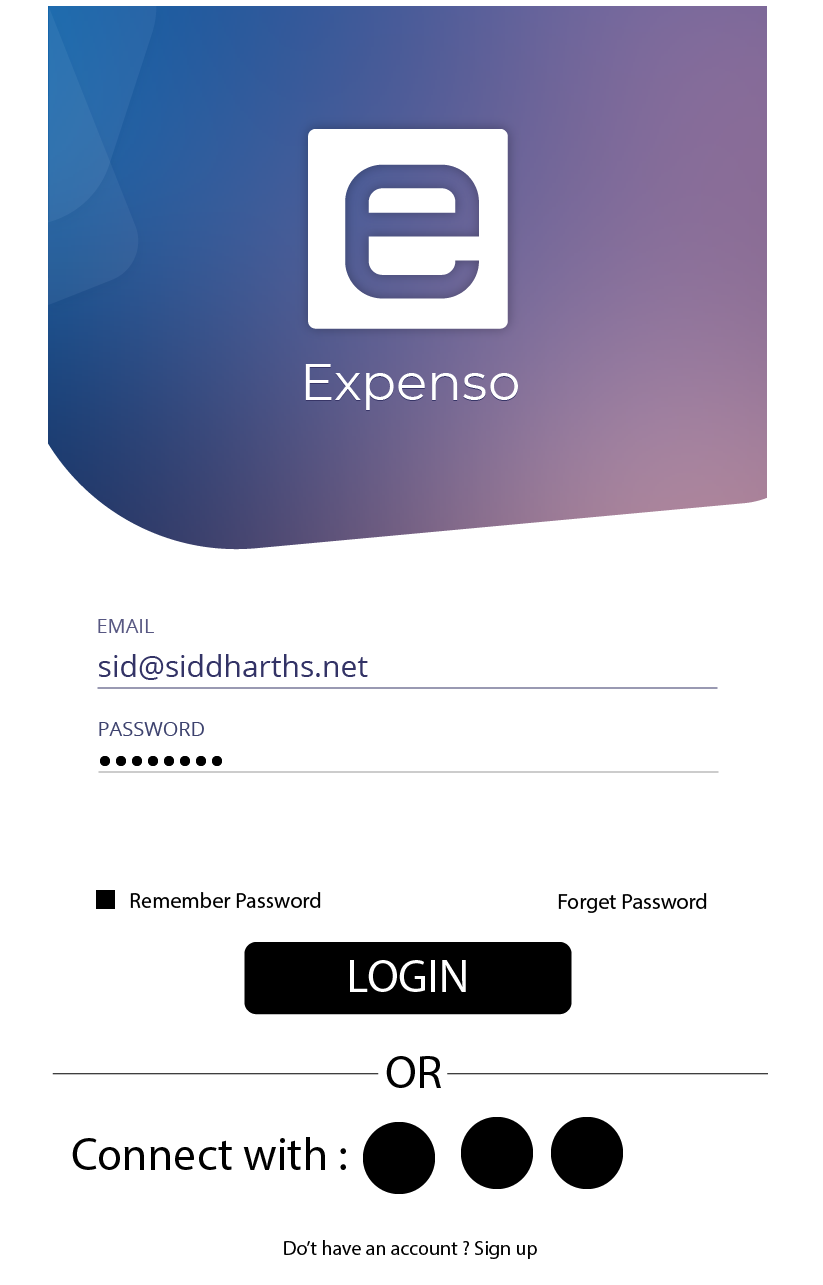 e
Expenso
EMAIL
sid@siddharths.net
PASSWORD
Remember Password
Forget Password
LOGIN
OR
Connect with :
Do't have an account ? Sign up